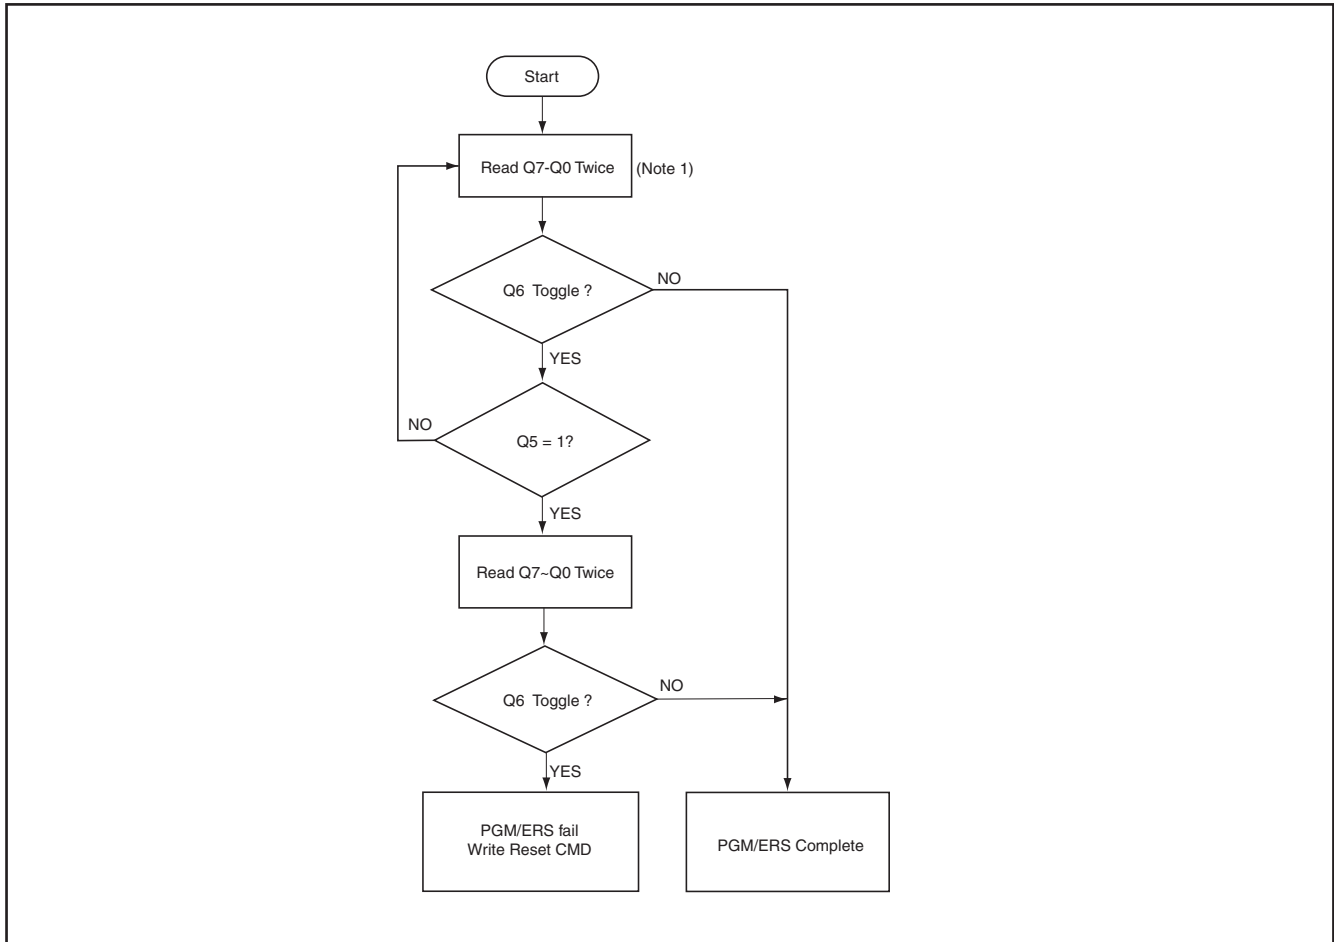 Start
Read Q7-Q0 Twice
(Note 1)
Q6 Toggle ?
NO
YES
NO
Q5 = 1?
YES
Read Q7~Q0 Twice
Q6 Toggle ?
NO
YES
PGM/ERS fail
Write Reset CMD
PGM/ERS Complete